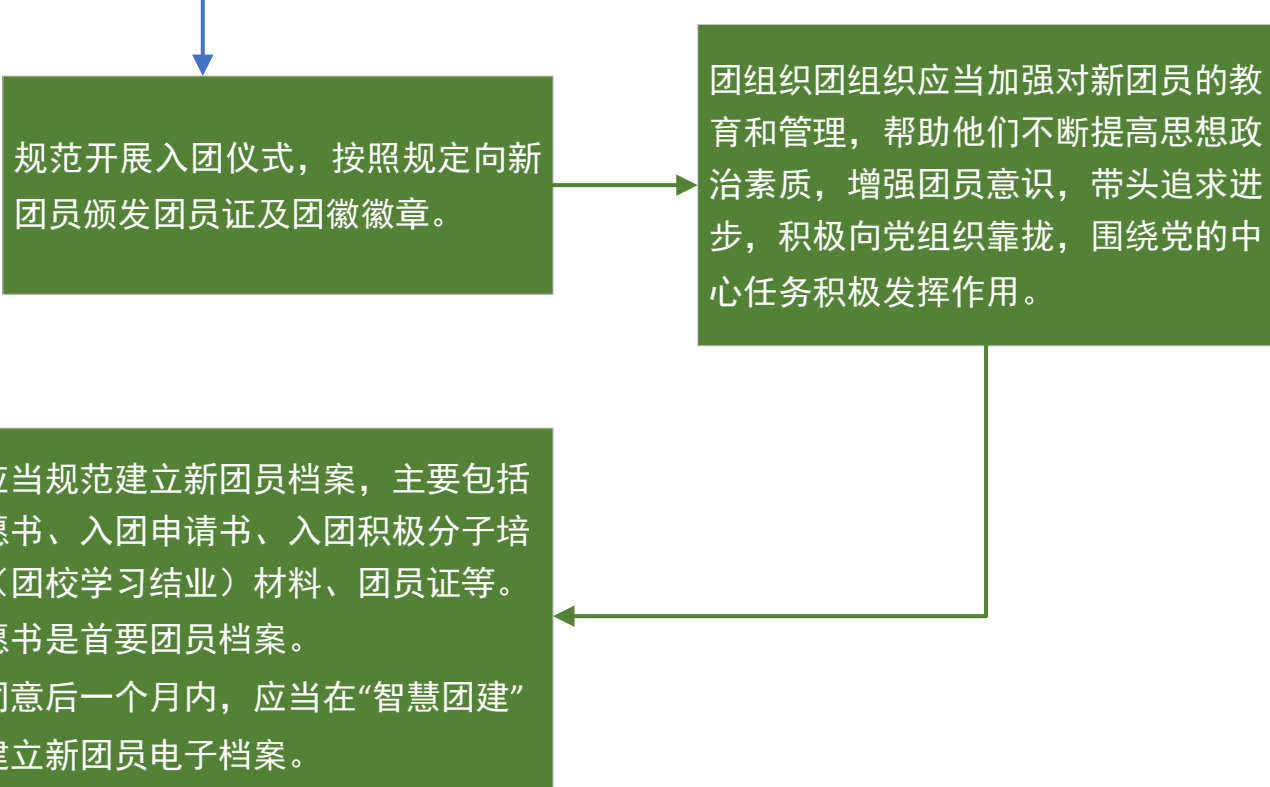 规范开展入团仪式，按照规定向新
团员颁发团员证及团徽徽章。
团组织团组织应当加强对新团员的教
育和管理，帮助他们不断提高思想政
治素质，增强团员意识，带头追求进
步，积极向党组织靠拢，围绕党的中
心任务积极发挥作用。
应当规范建立新团员档案，主要包括
愿书、入团申请书、入团积极分子培
（团校学习结业）材料、团员证等。
愿书是首要团员档案。
同意后一个月内，应当在“智慧团建”
建立新团员电子档案。